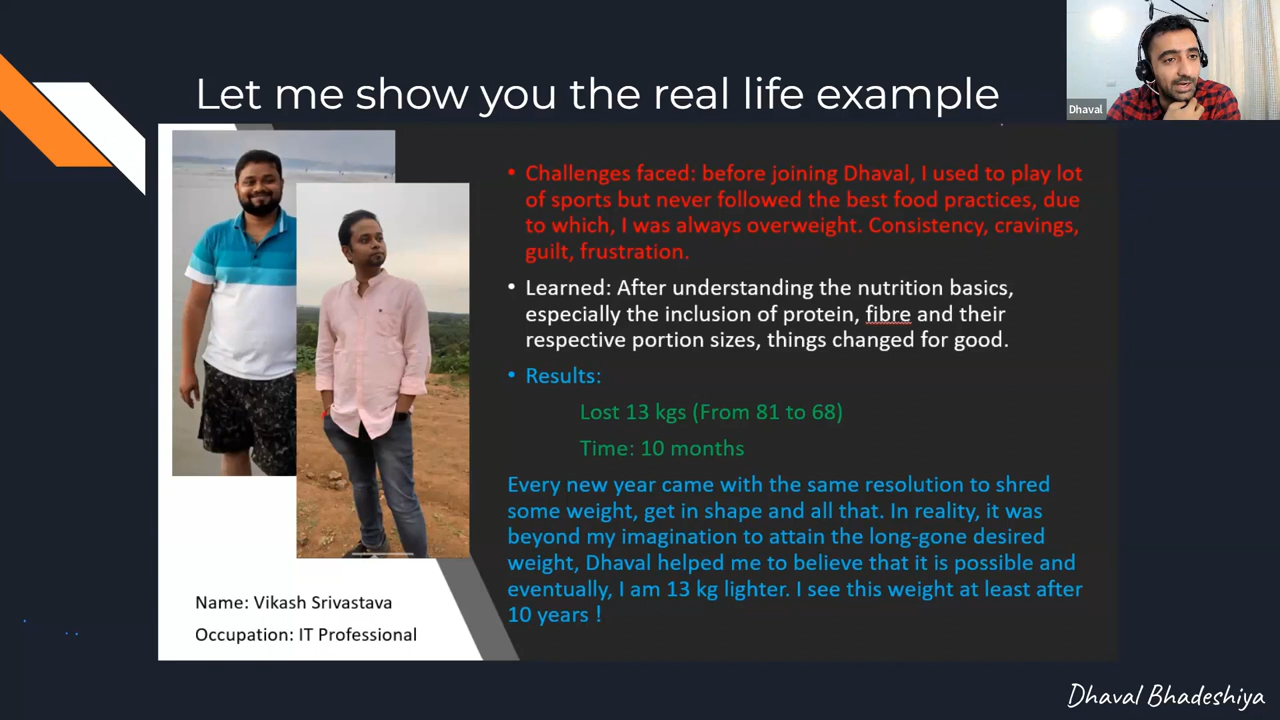 Let me show you the real life example
Dhaval
• Challenges faced: before joining Dhaval, I used to play lot
of sports but never followed the best food practices, due
to which, I was always overweight. Consistency, cravings,
guilt, frustration.
• Learned: After understanding the nutrition basics,
especially the inclusion of protein, fibre and their
respective portion sizes, things changed for good.
• Results:
Lost 13 kgs (From 81 to 68)
Time: 10 months
Every new year came with the same resolution to shred
some weight, get in shape and all that. In reality, it was
beyond my imagination to attain the long-gone desired
weight, Dhaval helped me to believe that it is possible and
eventually, I am 13 kg lighter. I see this weight at least after
10 years !
Name: Vikash Srivastava
Occupation: IT Professional
Dhaval Bhadeshiya